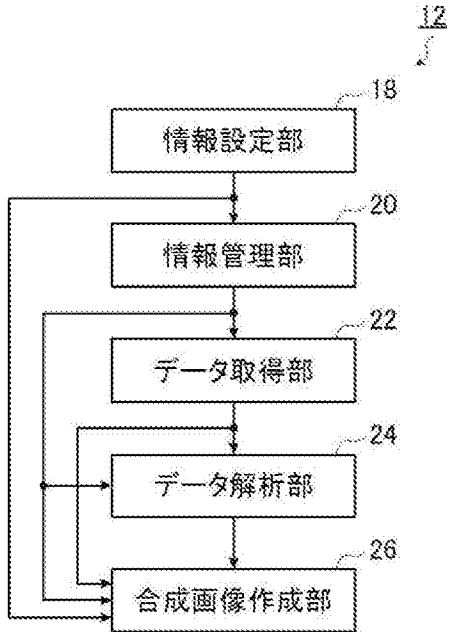 12
18
情報設定部
20
情報管理部
22
データ取得部
24
データ解析部
26
合成画像作成部